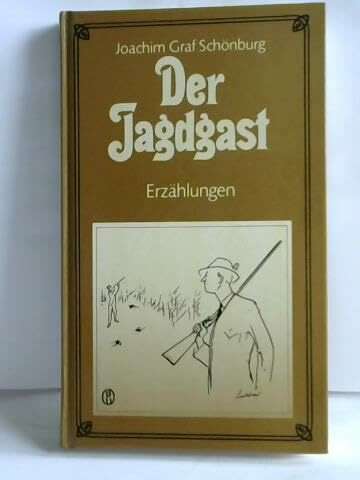 Joachim Graf Schönburg
Der
Jagdgast
Erzählungen